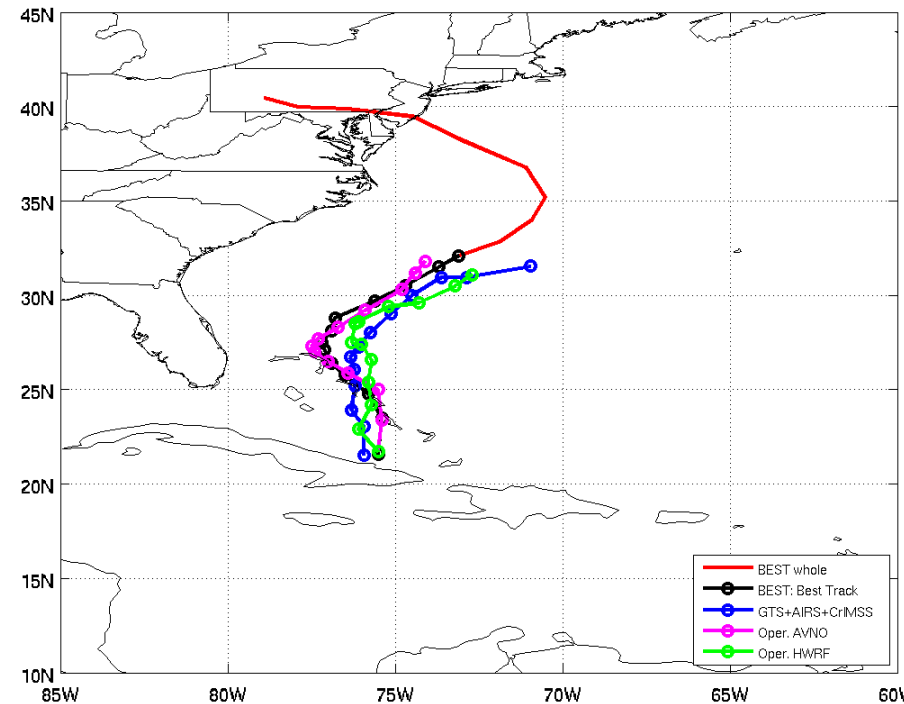 45N
40N
35N
30N
25N
20N
15N
10N
85W 80W 75W 70W 65W 60W
BEST whole
BEST: Best Track
GTS+AIRS+CrIMSS
Oper. AVNO
Oper. HWRF